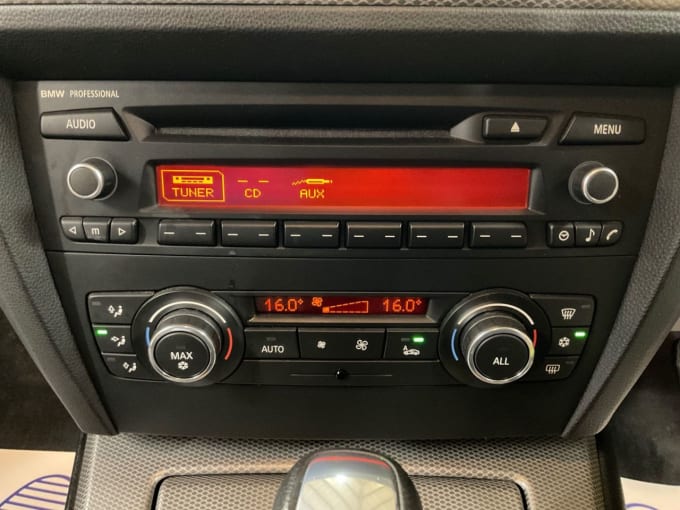 BMW PROFESSIONAL
AUDIO
MENU
TUNER
CD
AUX
m
16.0°
16.0°
MAX
AUTO
A
ALL